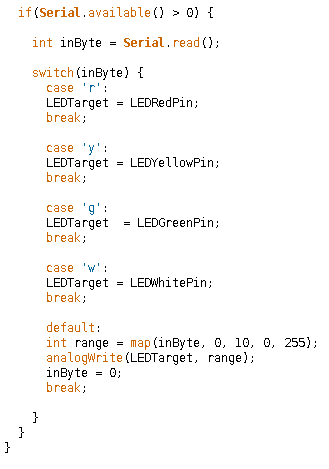 if(Serial.available() > 0) {
int inByte = Serial.read();
switch(inByte) {
case 'r':
LEDTarget = LEDRedPin;
break;
case 'y':
LEDTarget = LEDYellowPin;
break;
case 'g':
LEDTarget  = LEDGreenPin;
break;
case 'w':
LEDTarget = LEDWhitePin;
break;
default:
int range = map(inByte, 0, 10, 0, 255);
analogWrite(LEDTarget, range);
inByte = 0;
break;
}
}
}